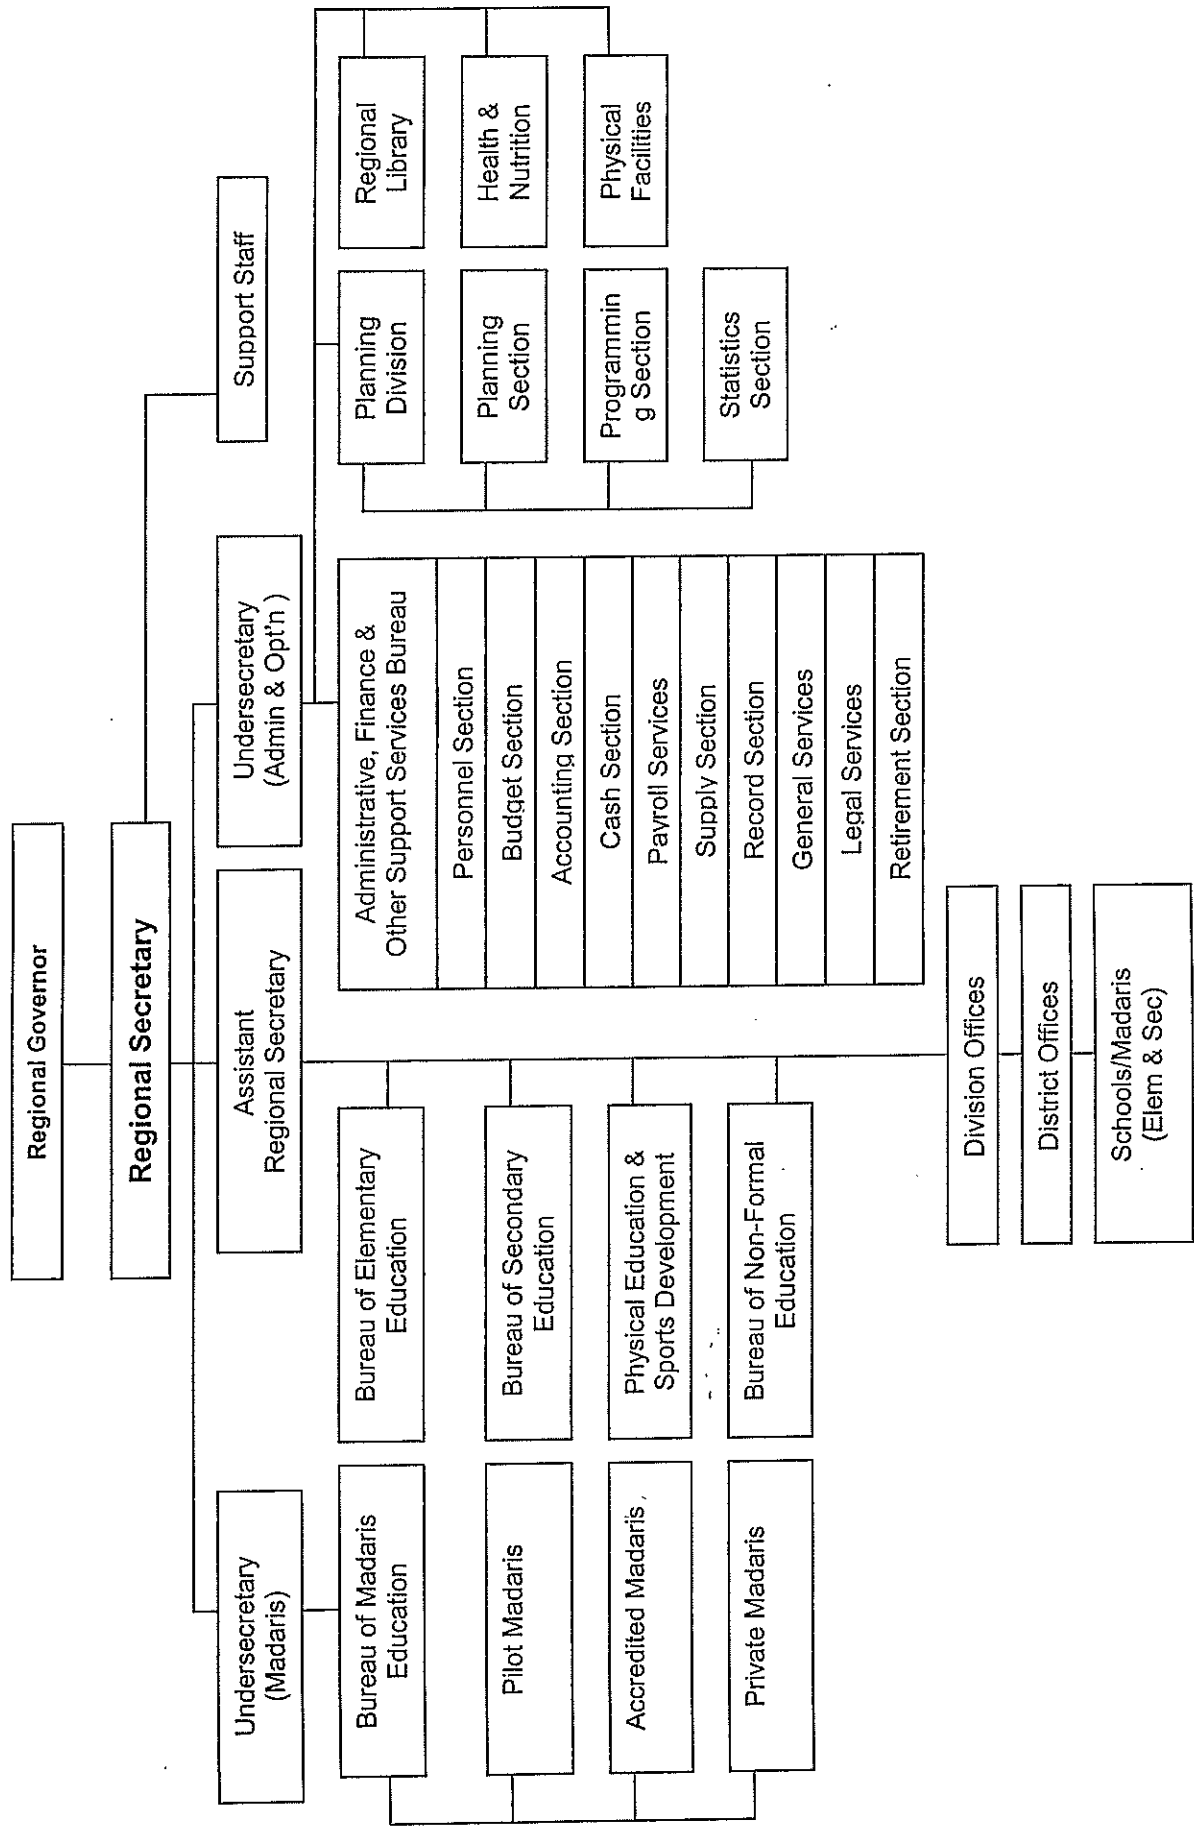 Regional Governor
Regional Secretary
Support Staff
Undersecretary
(Madaris)
Assistant
Regional Secretary
Undersecretary
(Admin & Opt'n )
Bureau of Madaris
Education
Pilot Madaris
Accredited Madaris
Private Madaris
Bureau of Elementary
Education
Bureau of Secondary
Education
Physical Education &
Sports Development
Bureau of Non-Formal
Education
Administrative, Finance &
Other Support Services Bureau
Personnel Section
Budget Section
Accounting Section
Cash Section
Payroll Services
Supply Section
Record Section
General Services
Legal Services
Retirement Section
Planning
Division
Planning
Section
Programmin
g Section
Statistics
Section
Regional
Library
Health &
Nutrition
Physical
Facilities
Division Offices
District Offices
Schools/Madaris
(Elem & Sec)